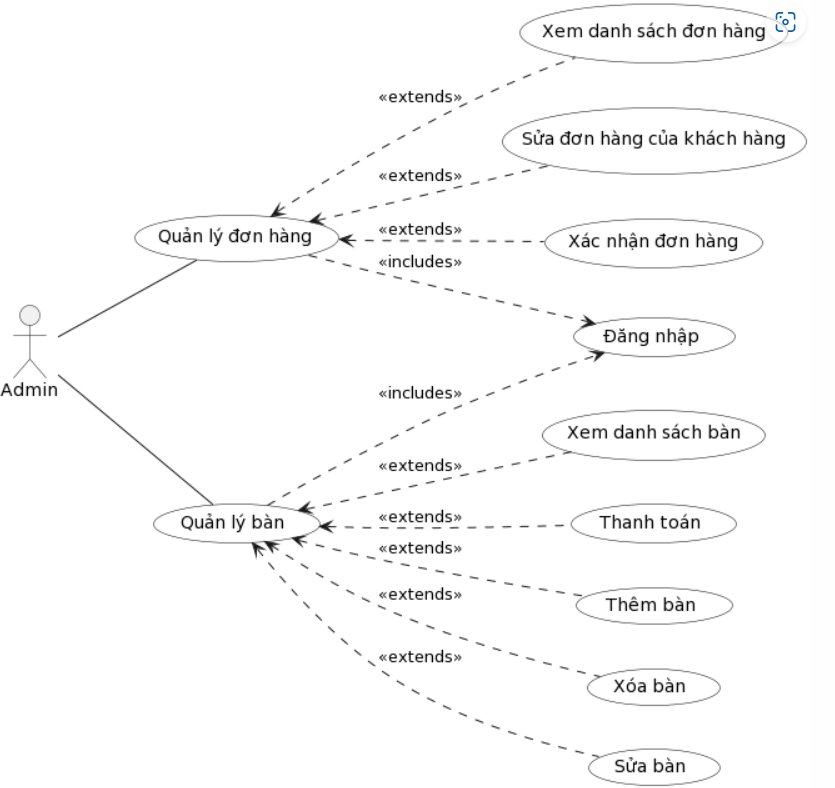 Xem danh sách đơn hàng
«extends»
Sửa đơn hàng của khách hàng
«extends»
«extends»
Quản lý đơn hàng
Xác nhận đơn hàng
«includes»
Đăng nhập
Admin
«includes»
Xem danh sách bàn
«extends»
«extends»
Quản lý bàn
Thanh toán
«extends»
«extends»
Thêm bàn
«extends»
Xóa bàn
Sửa bàn